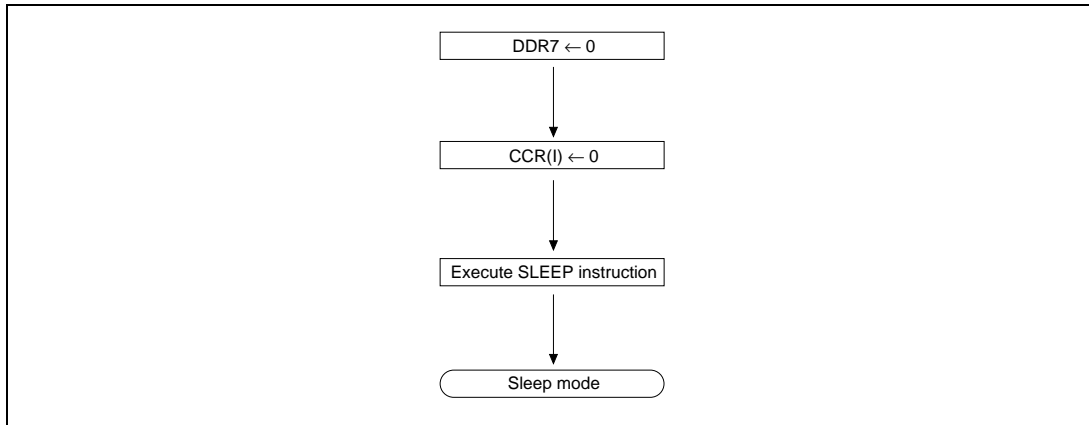 DDR7 ← 0
CCR(I) ← 0
Execute SLEEP instruction
Sleep mode